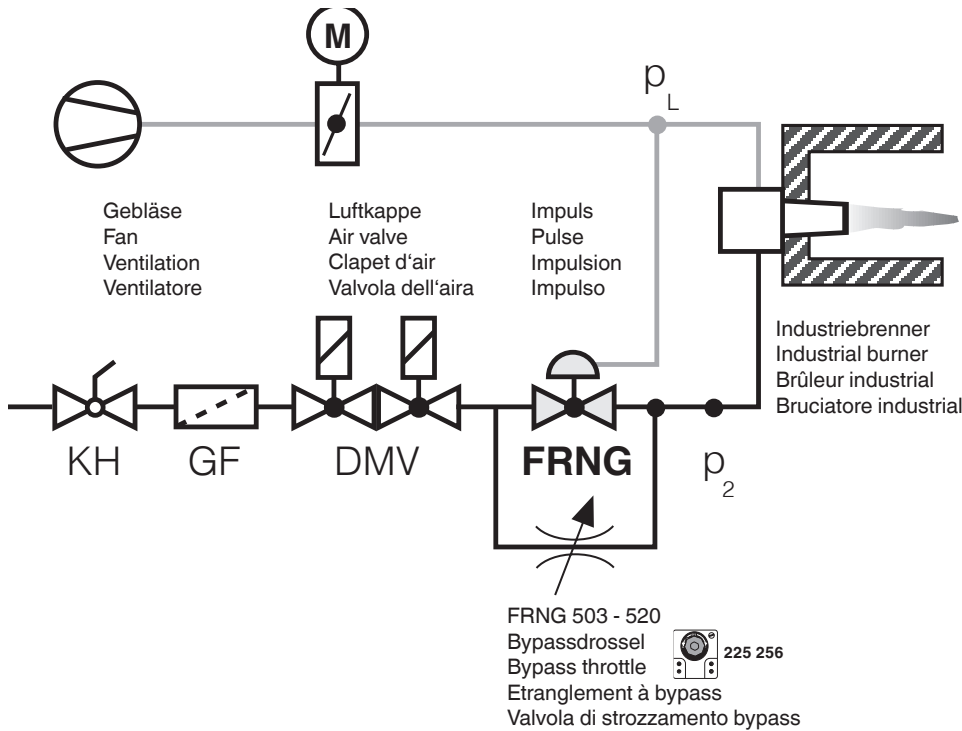 M
p
L
Gebläse
Fan
Ventilation
Ventilatore
Luftkappe
Air valve
Clapet d‘air
Valvola dell‘aira
Impuls
Pulse
Impulsion
Impulso
Industriebrenner
Industrial burner
Brûleur industrial
Bruciatore industrial
KH
GF
DMV
FRNG
p
2
FRNG 503 - 520
Bypassdrossel
Bypass throttle
Etranglement à bypass
Valvola di strozzamento bypass
225 256